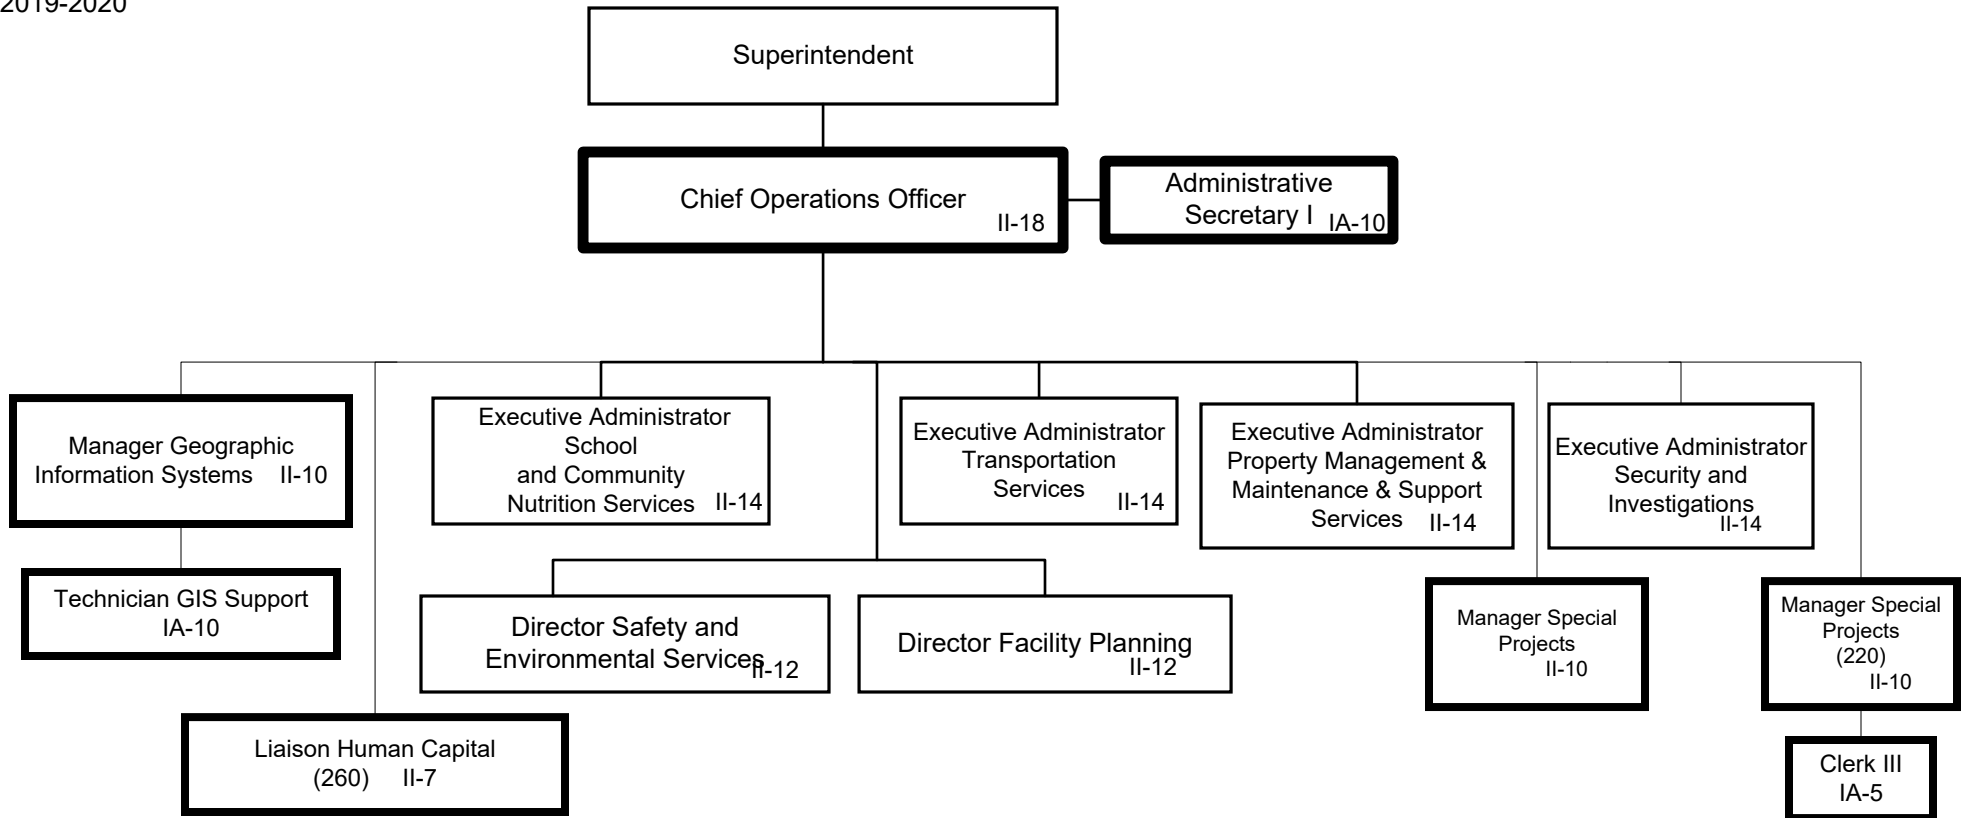 2019-2020
Superintendent
Chief Operations Officer
II-18
Administrative
Secretary I IA-10
Manager Geographic
Information Systems II-10
Executive Administrator
School
and Community
Nutrition Services II-14
Executive Administrator
Transportation
Services II-14
Executive Administrator
Property Management &
Maintenance & Support
Services II-14
Executive Administrator
Security and
Investigations
II-14
Technician GIS Support
IA-10
Director Safety and
Environmental Services II-12
Director Facility Planning
II-12
Manager Special
Projects
II-10
Manager Special
Projects
(220)
II-10
Liaison Human Capital
(260) II-7
Clerk III
IA-5